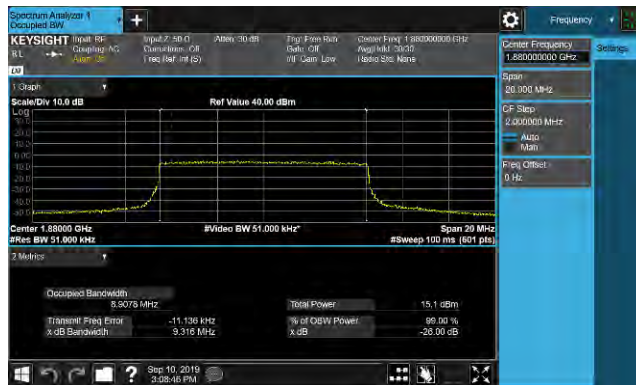 Spectrum Analyzer 1
Occupied BW
Frequency
KEYSIGHT Input: RF
Coupling: AC
Input Z: 50 Ω
Corrections: Off
Freq Ref: Int (S)
Atten: 30 dB
Trig: Free Run
Gate: Off
#IF Gain: Low
Center Freq: 1.880000000 GHz
Avg|Hold: 30/30
Radio Std: None
Center Frequency
1.880000000 GHz
Settings
Span
20.000 MHz
CF Step
2.000000 MHz
Auto
Man
Freq Offset
0 Hz
1 Graph
Scale/Div 10.0 dB
Ref Value 40.00 dBm
Log
Center 1.88000 GHz
#Video BW 51.000 kHz*
Span 20 MHz
#Res BW 51.000 kHz
#Sweep 100 ms (601 pts)
2 Metrics
Occupied Bandwidth
8.9078 MHz
Total Power
15.1 dBm
Transmit Freq Error
-11.136 kHz
% of OBW Power
99.00 %
x dB Bandwidth
9.316 MHz
x dB
-26.00 dB
?
Sep 10, 2019
3:08:46 PM